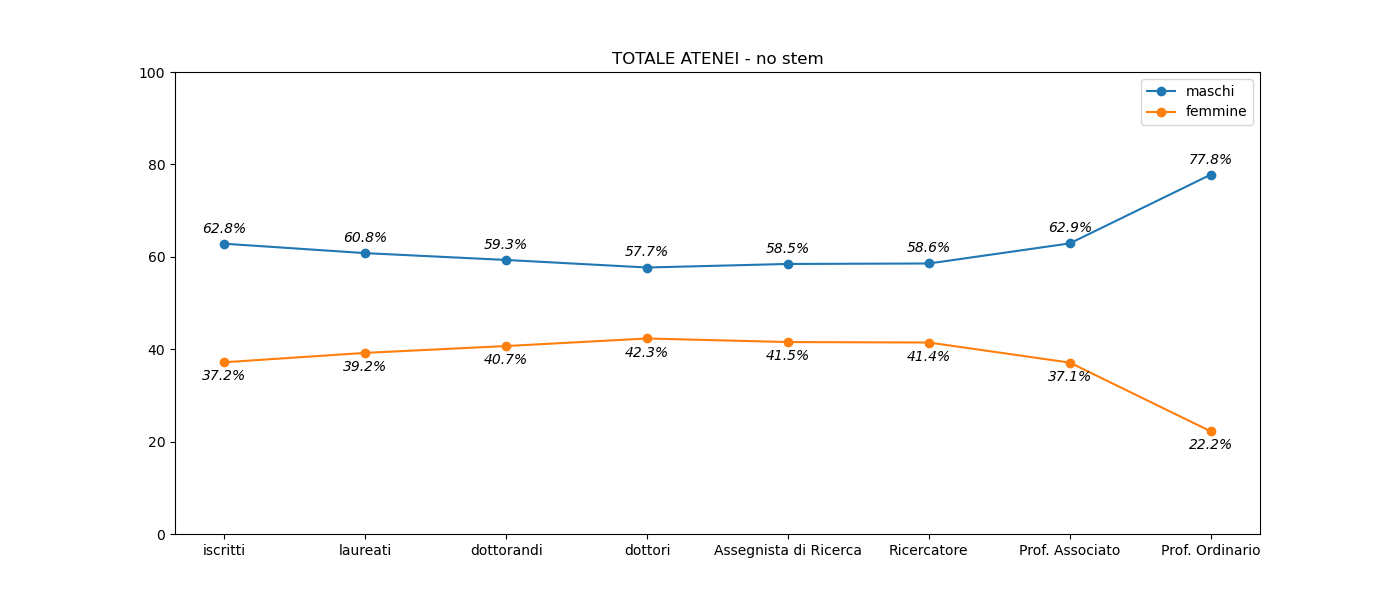 TOTALE ATENEI - no stem
100
80
60
40
20
0
maschi
femmine
62.8%
60.8%
59.3%
57.7%
58.5%
58.6%
62.9%
77.8%
37.2%
39.2%
40.7%
42.3%
41.5%
41.4%
37.1%
22.2%
iscritti
laureati
dottorandi
dottori
Assegnista di Ricerca
Ricercatore
Prof. Associato
Prof. Ordinario